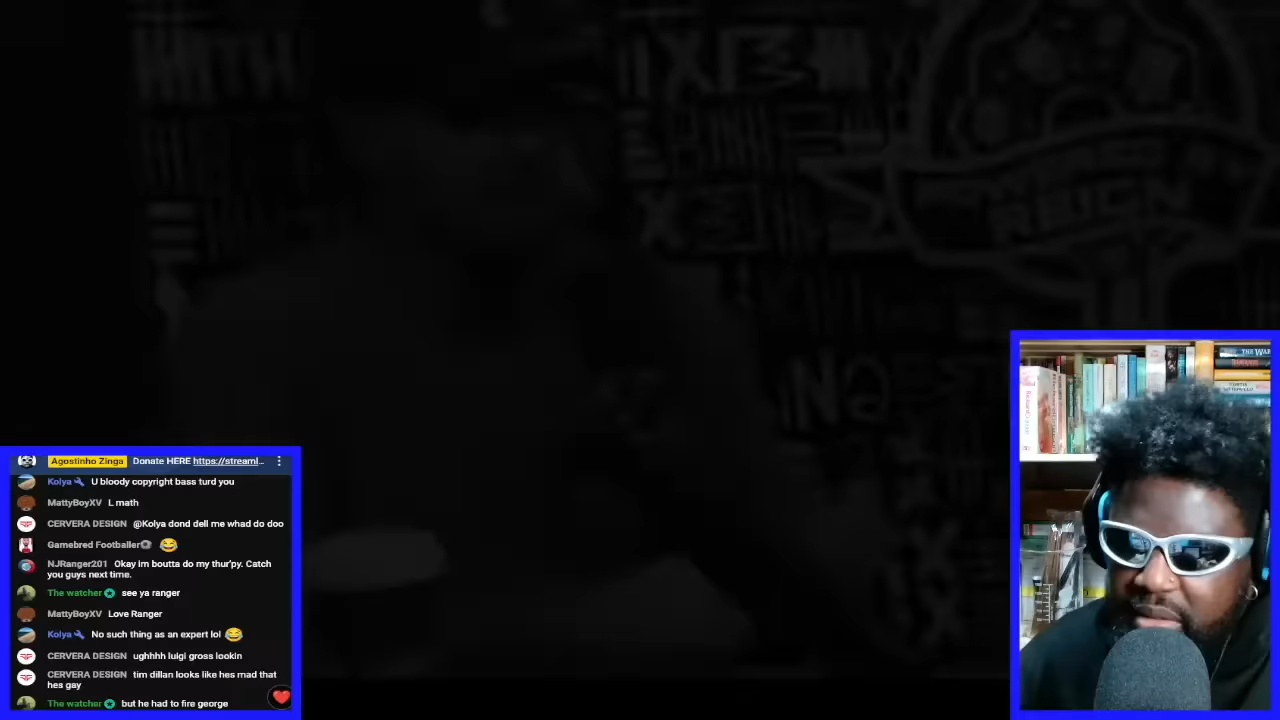 REIGN
Agostinho Zinga Donate HERE https://streaml...
Kolya U bloody copyright bass turd you
MattyBoyXV L math
CERVERA DESIGN @Kolya dond dell me whad do doo
Gamebred Footballer
NJRanger201 Okay im boutta do my thur'py. Catch
you guys next time.
The watcher see ya ranger
MattyBoyXV Love Ranger
Kolya No such thing as an expert lol
CERVERA DESIGN ughhhh luigi gross lookin
CERVERA DESIGN tim dillan looks like hes mad that
hes gay
The watcher but he had to fire george
THE WAR